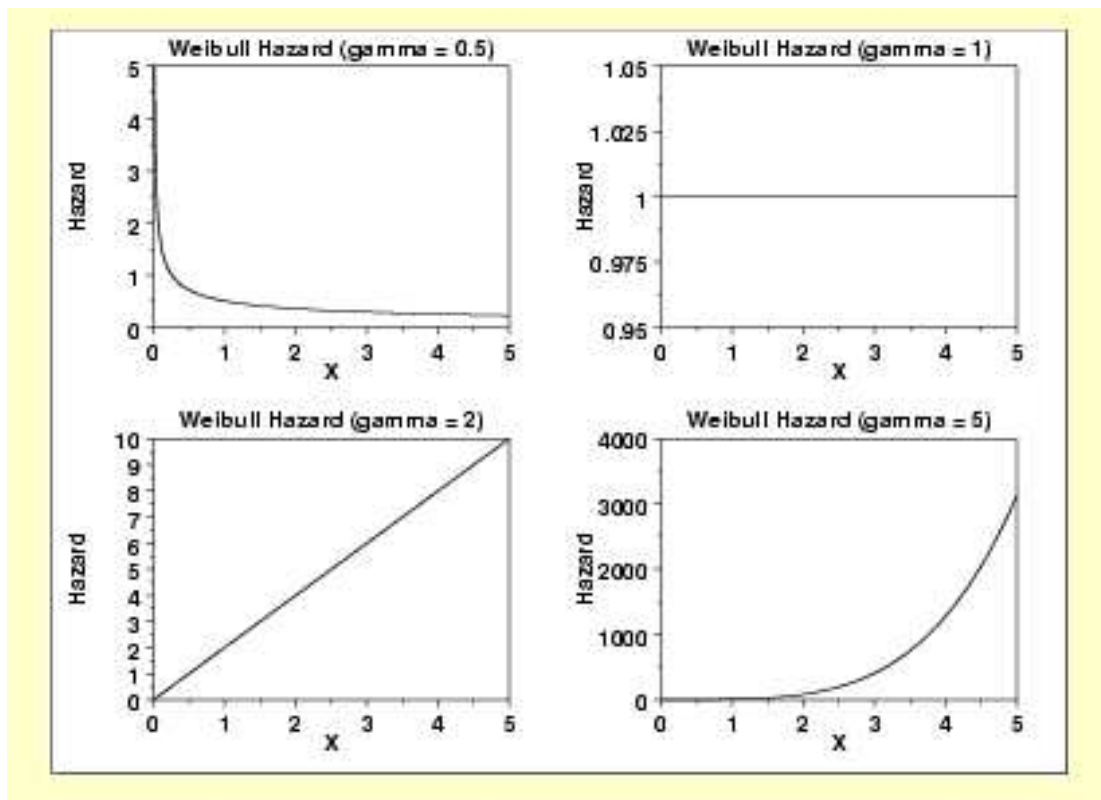 Weibull Hazard (gamma = 0.5)
5
4
3
2
1
0
Hazard
0 1 2 3 4 5
X
Weibull Hazard (gamma = 1)
1.05
1.025
1
0.975
0.95
Hazard
0 1 2 3 4 5
X
Weibull Hazard (gamma = 2)
10
9
8
7
6
5
4
3
2
1
0
Hazard
0 1 2 3 4 5
X
Weibull Hazard (gamma = 5)
4000
3000
2000
1000
0
Hazard
0 1 2 3 4 5
X